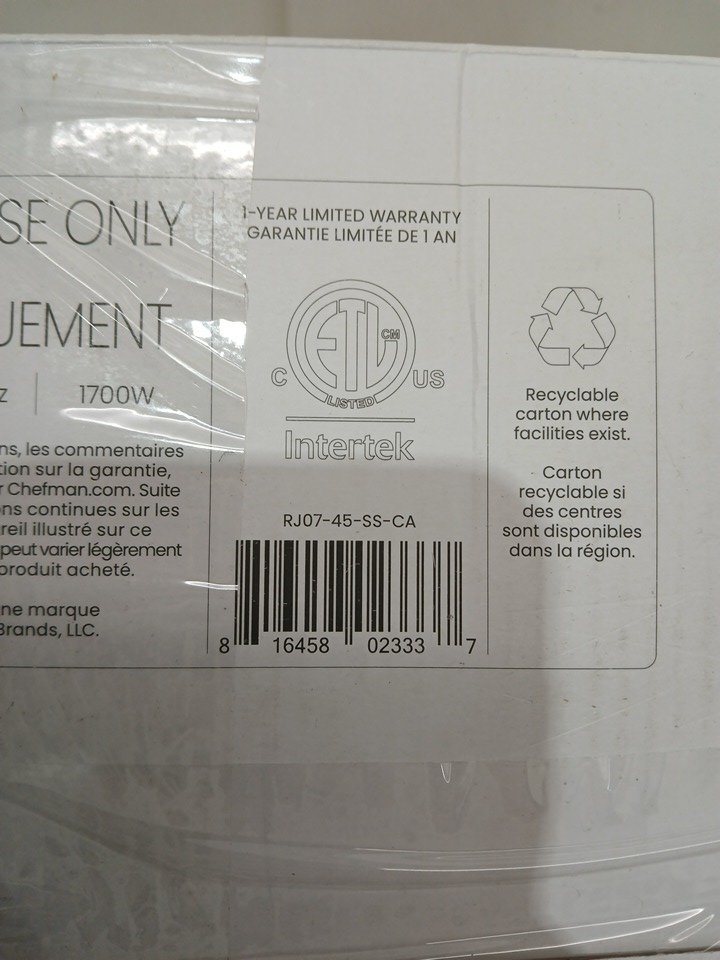 SE ONLY
UEMENT
z 1700W
ns, les commentaires
tion sur la garantie,
r Chefman.com. Suite
ns continues sur les
reil illustré sur ce
peut varier légèrement
produit acheté.
ne marque
Brands, LLC.
1-YEAR LIMITED WARRANTY
GARANTIE LIMITÉE DE 1 AN
ETL CM
C US
LISTED
Intertek
RJ07-45-SS-CA
8 16458 02333 7
Recyclable
carton where
facilities exist.
Carton
recyclable si
des centres
sont disponibles
dans la région.